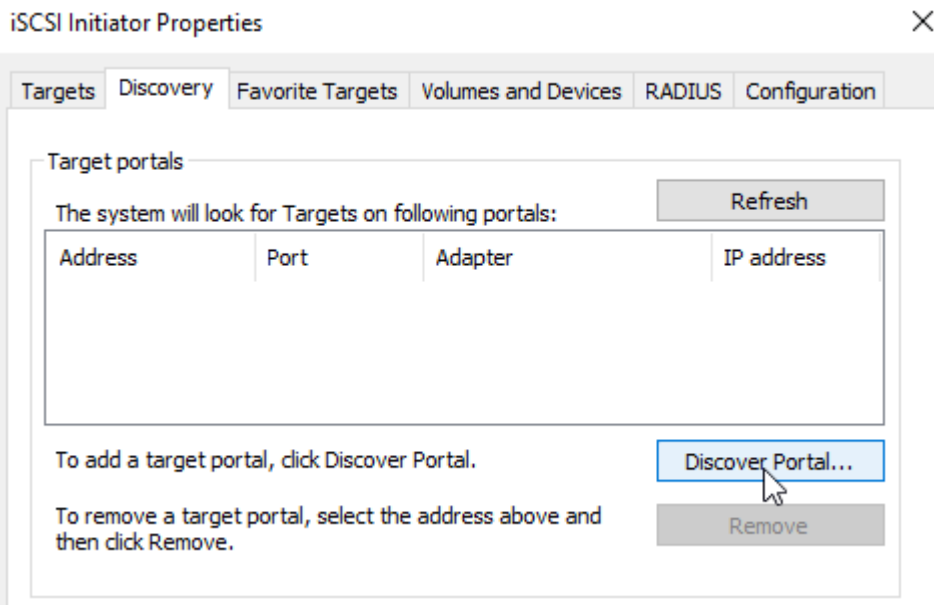 iSCSI Initiator Properties
Targets Discovery Favorite Targets Volumes and Devices RADIUS Configuration
Target portals
Refresh
The system will look for Targets on following portals:
Address Port Adapter IP address
To add a target portal, click Discover Portal.
Discover Portal...
To remove a target portal, select the address above and
then click Remove.
Remove